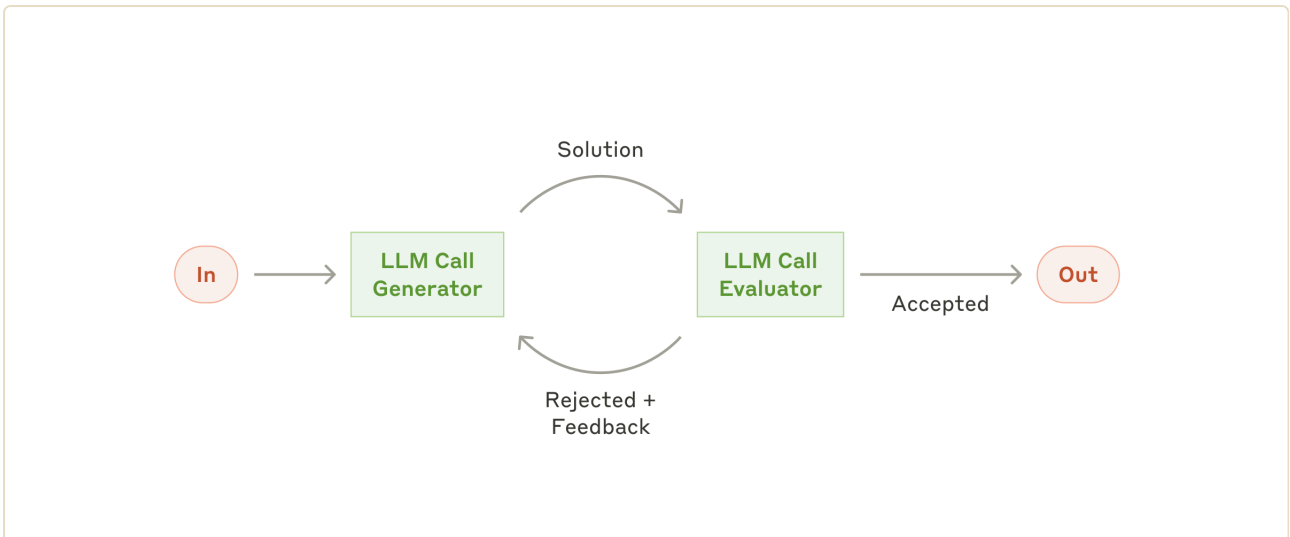 Solution
In
LLM Call
Generator
LLM Call
Evaluator
Out
Accepted
Rejected +
Feedback